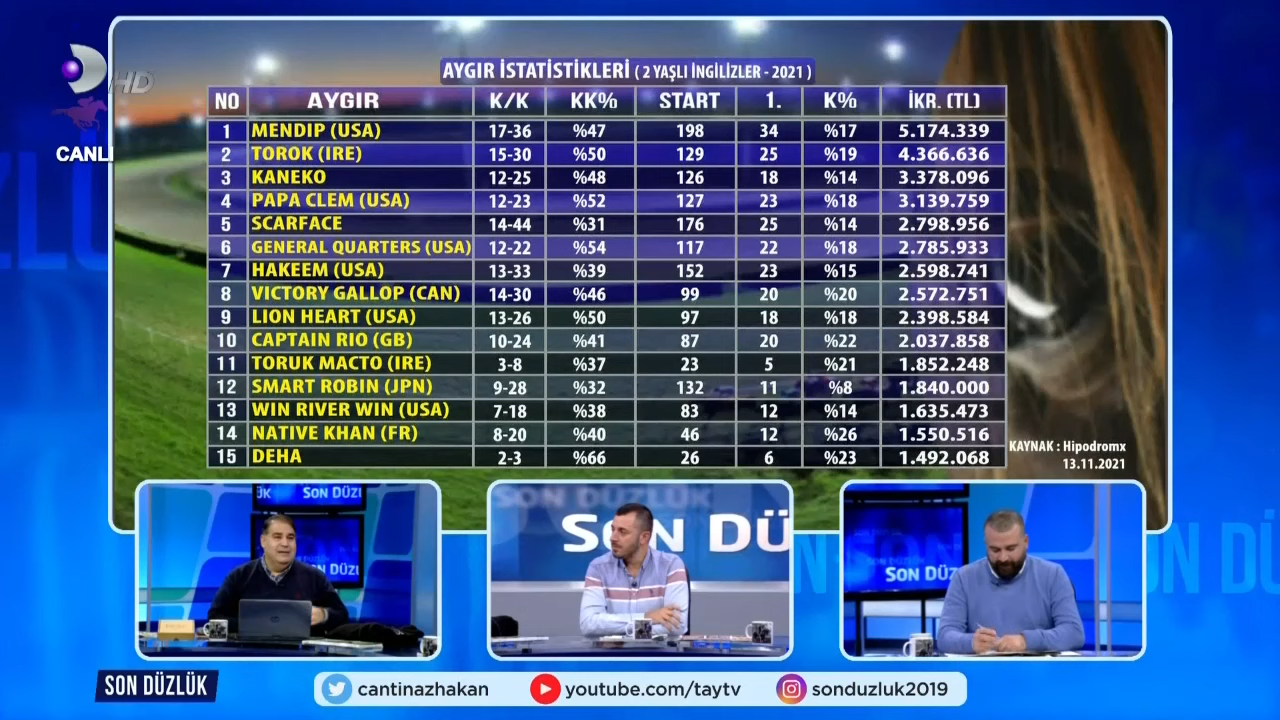 HD
CANLI
AYGIR İSTATİSTİKLERİ ( 2 YAŞLI İNGİLİZLER - 2021 )
NO AYGIR K/K KK% START 1. K% İKR. (TL)
1 MENDIP (USA) 17-36 %47 198 34 %17 5.174.339
2 TOROK (IRE) 15-30 %50 129 25 %19 4.366.636
3 KANEKO 12-25 %48 126 18 %14 3.378.096
4 PAPA CLEM (USA) 12-23 %52 127 23 %18 3.139.759
5 SCARFACE 14-44 %31 176 25 %14 2.798.956
6 GENERAL QUARTERS (USA) 12-22 %54 117 22 %18 2.785.933
7 HAKEEM (USA) 13-33 %39 152 23 %15 2.598.741
8 VICTORY GALLOP (CAN) 14-30 %46 99 20 %20 2.572.751
9 LION HEART (USA) 13-26 %50 97 18 %18 2.398.584
10 CAPTAIN RIO (GB) 10-24 %41 87 20 %22 2.037.858
11 TORUK MACTO (IRE) 3-8 %37 23 5 %21 1.852.248
12 SMART ROBIN (JPN) 9-28 %32 132 11 %8 1.840.000
13 WIN RIVER WIN (USA) 7-18 %38 83 12 %14 1.635.473
14 NATIVE KHAN (FR) 8-20 %40 46 12 %26 1.550.516
15 DEHA 2-3 %66 26 6 %23 1.492.068
KAYNAK : Hipodromx
13.11.2021
ÜK SON DÜZL
N DÜZL
SON DÜZLÜK
SON DÜ
SON DÜZ
SON DÜZLÜK
cantinazhakan
youtube.com/taytv
sonduzluk2019